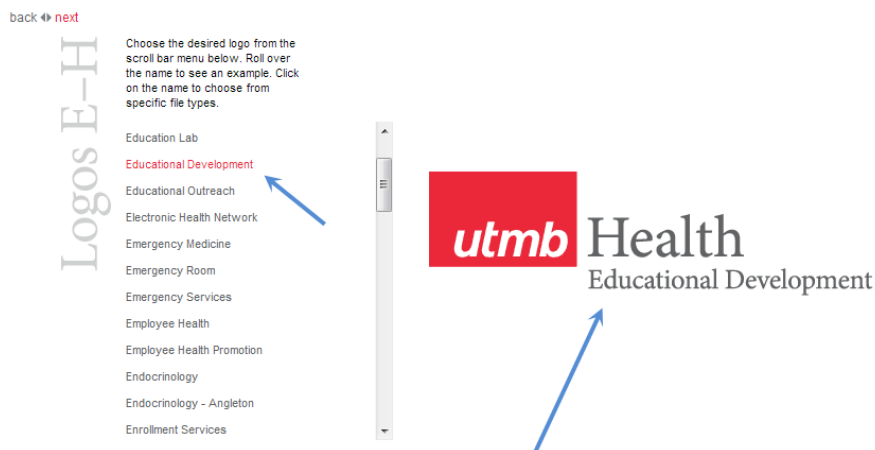 back next
Logos E–H
Choose the desired logo from the
scroll bar menu below. Roll over
the name to see an example. Click
on the name to choose from
specific file types.
Education Lab
Educational Development
Educational Outreach
Electronic Health Network
Emergency Medicine
Emergency Room
Emergency Services
Employee Health
Employee Health Promotion
Endocrinology
Endocrinology - Angleton
Enrollment Services
utmb Health
Educational Development